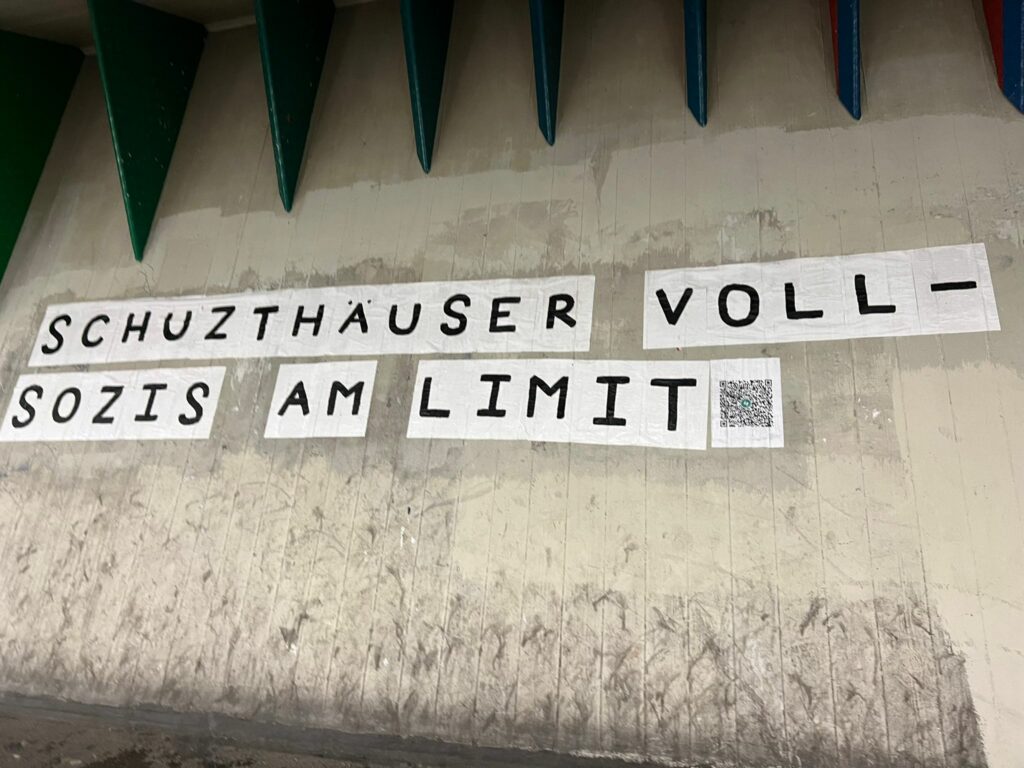 SCHUZTHÄUSER VOLL –
SOZIS AM LIMIT